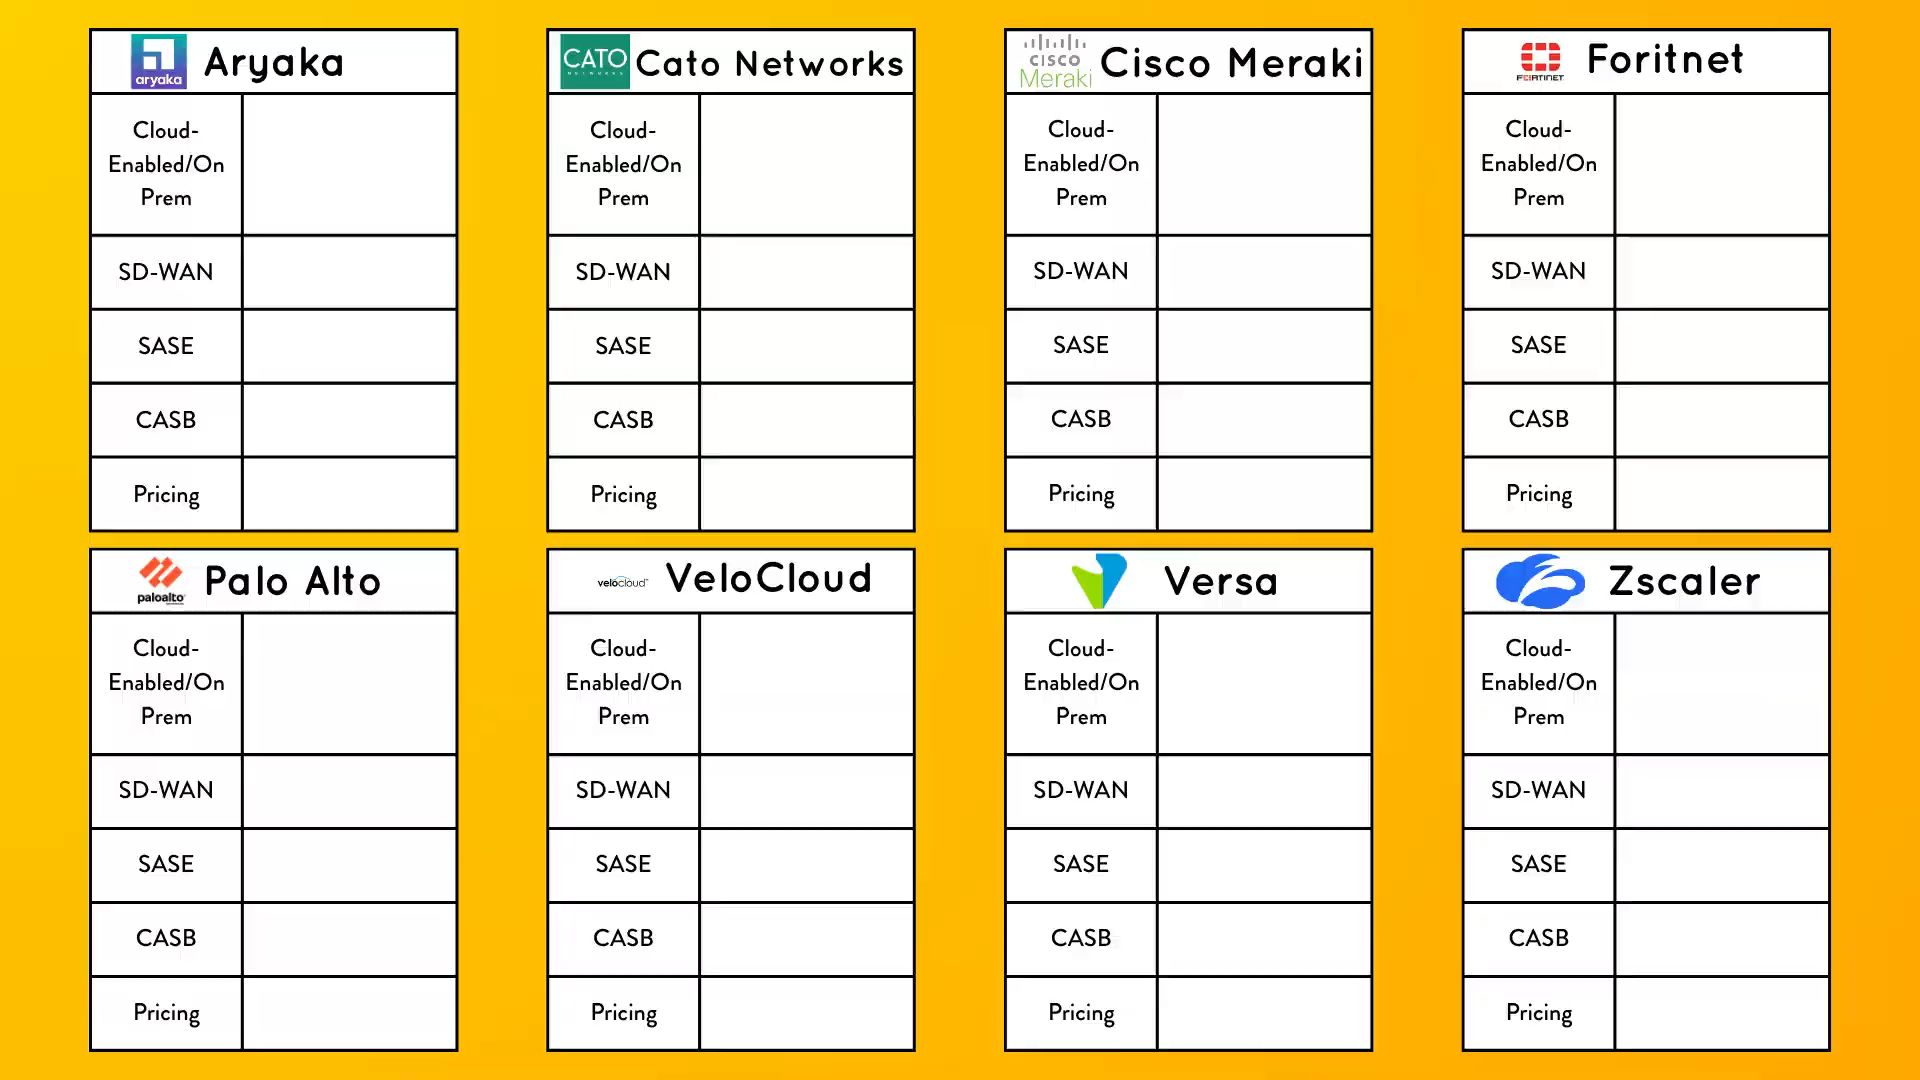 aryaka
Aryaka
Cloud-
Enabled/On
Prem
SD-WAN
SASE
CASB
Pricing
CATO
NETWORKS
Cato Networks
Cloud-
Enabled/On
Prem
SD-WAN
SASE
CASB
Pricing
CISCO
Meraki
Cisco Meraki
Cloud-
Enabled/On
Prem
SD-WAN
SASE
CASB
Pricing
FORTINET
Foritnet
Cloud-
Enabled/On
Prem
SD-WAN
SASE
CASB
Pricing
paloalto
Palo Alto
Cloud-
Enabled/On
Prem
SD-WAN
SASE
CASB
Pricing
velocloud
VeloCloud
Cloud-
Enabled/On
Prem
SD-WAN
SASE
CASB
Pricing
Versa
Cloud-
Enabled/On
Prem
SD-WAN
SASE
CASB
Pricing
Zscaler
Cloud-
Enabled/On
Prem
SD-WAN
SASE
CASB
Pricing